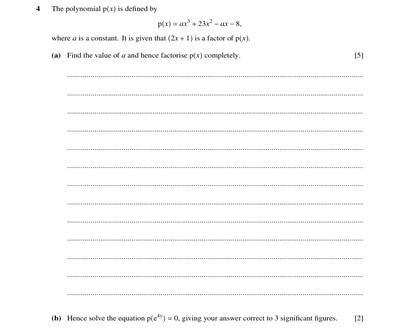 4 The polynomial p(x) is defined by
p(x) = ax³ + 23x² − ax − 8,
where a is a constant. It is given that (2x + 1) is a factor of p(x).
(a) Find the value of a and hence factorise p(x) completely. [5]
(b) Hence solve the equation p(e⁴ʸ) = 0, giving your answer correct to 3 significant figures. [2]